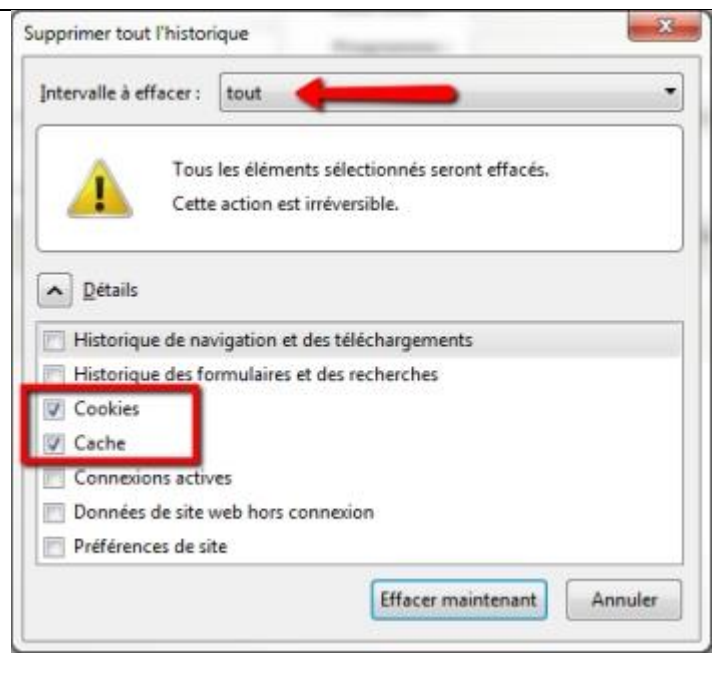 Supprimer tout l'historique
Intervalle à effacer : tout
Tous les éléments sélectionnés seront effacés.
Cette action est irréversible.
Détails
Historique de navigation et des téléchargements
Historique des formulaires et des recherches
Cookies
Cache
Connexions actives
Données de site web hors connexion
Préférences de site
Effacer maintenant Annuler